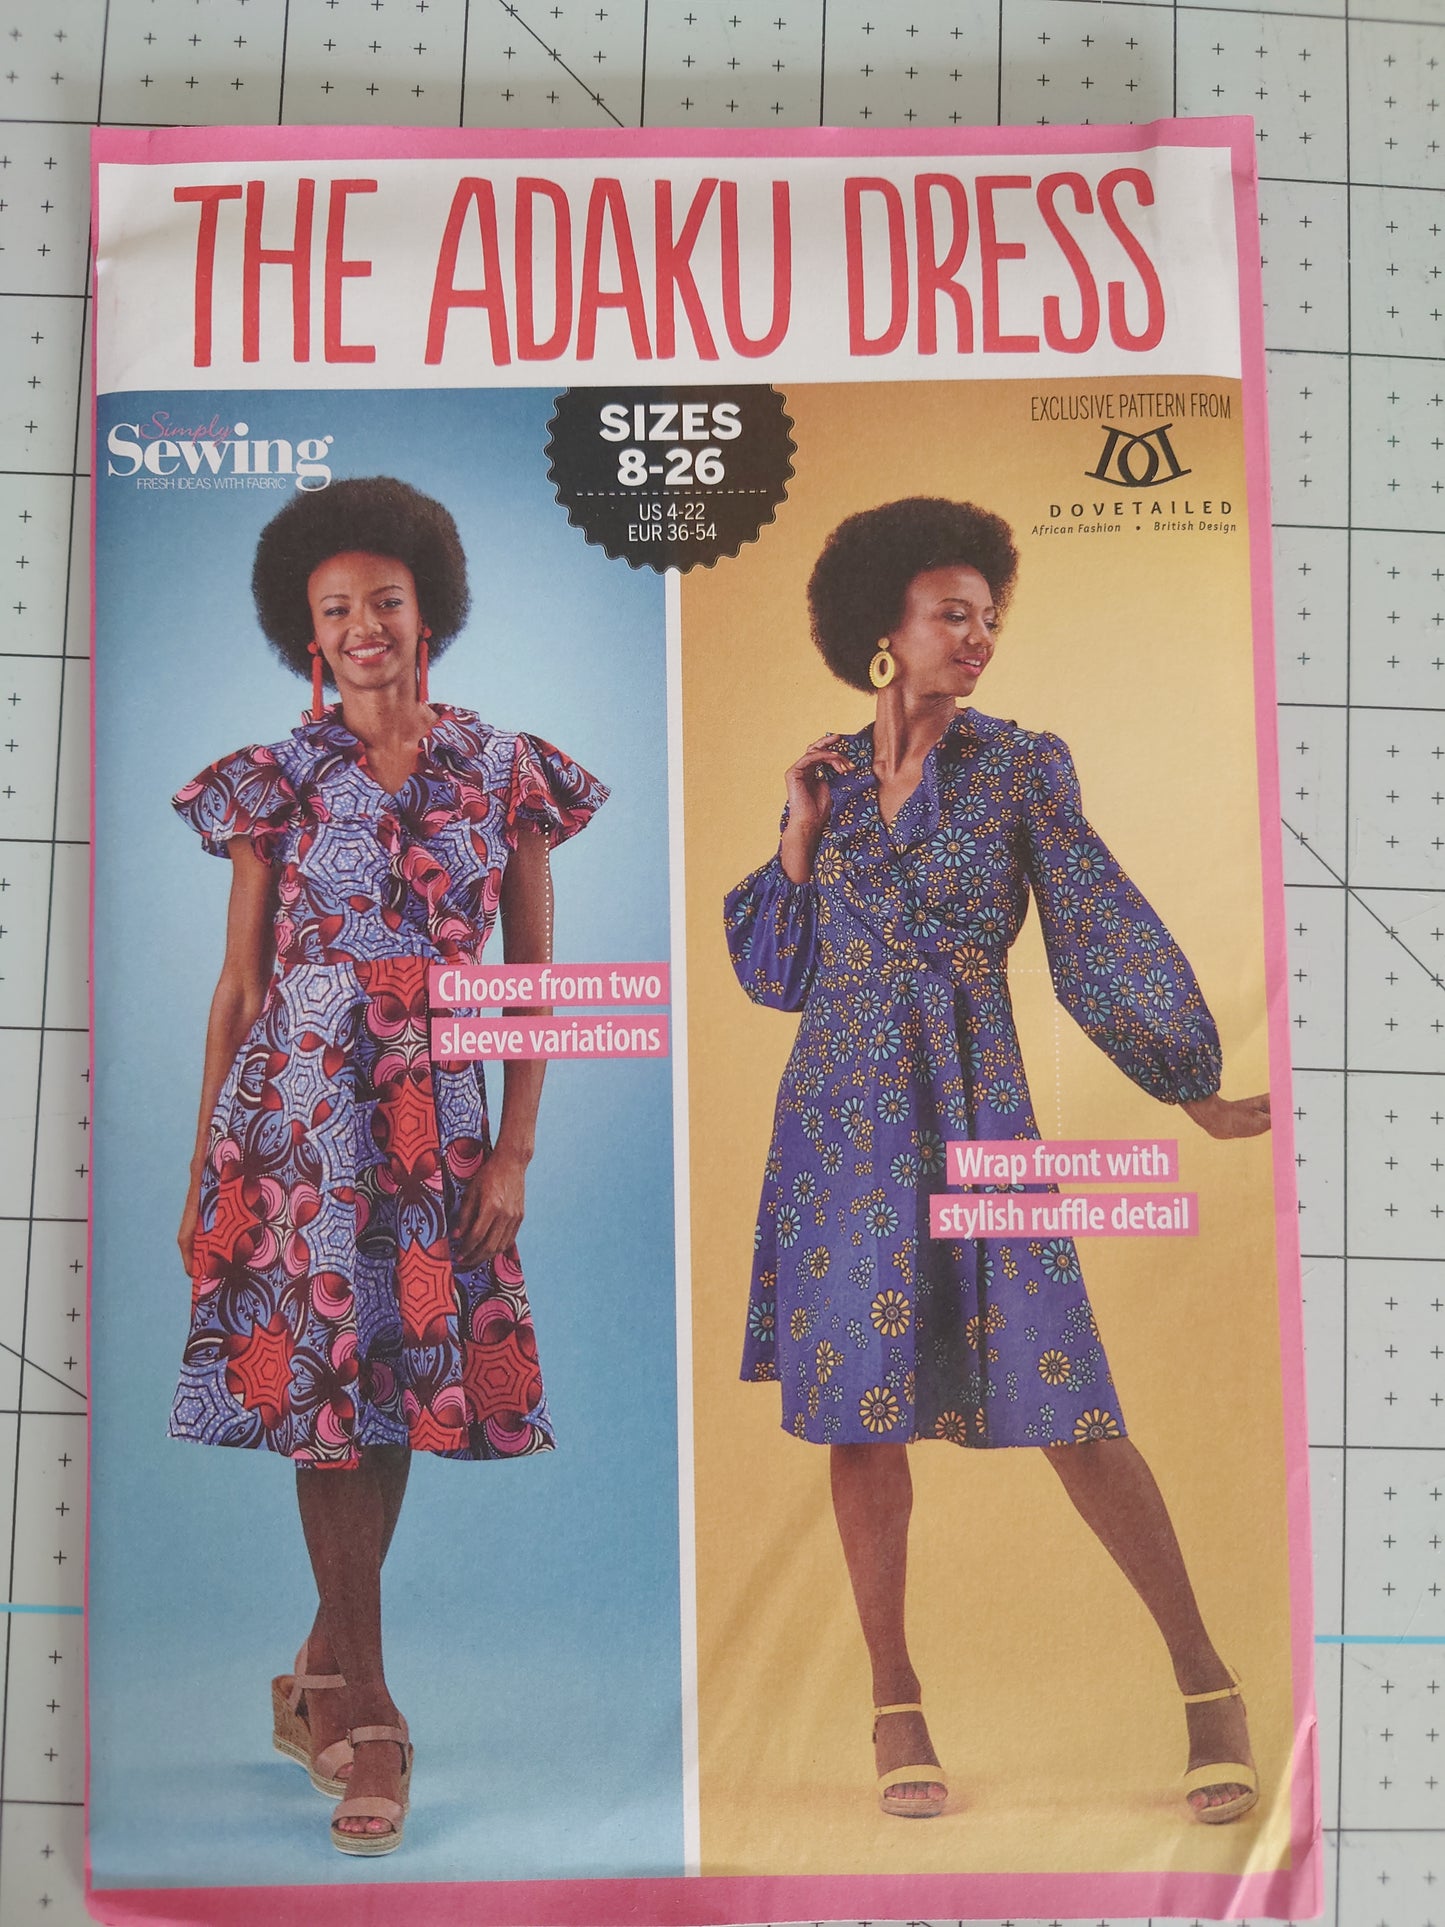 THE ADAKU DRESS
Simply
Sewing
FRESH IDEAS WITH FABRIC
SIZES
8-26
US 4-22
EUR 36-54
EXCLUSIVE PATTERN FROM
DOVETAILED
African Fashion • British Design
Choose from two
sleeve variations
Wrap front with
stylish ruffle detail